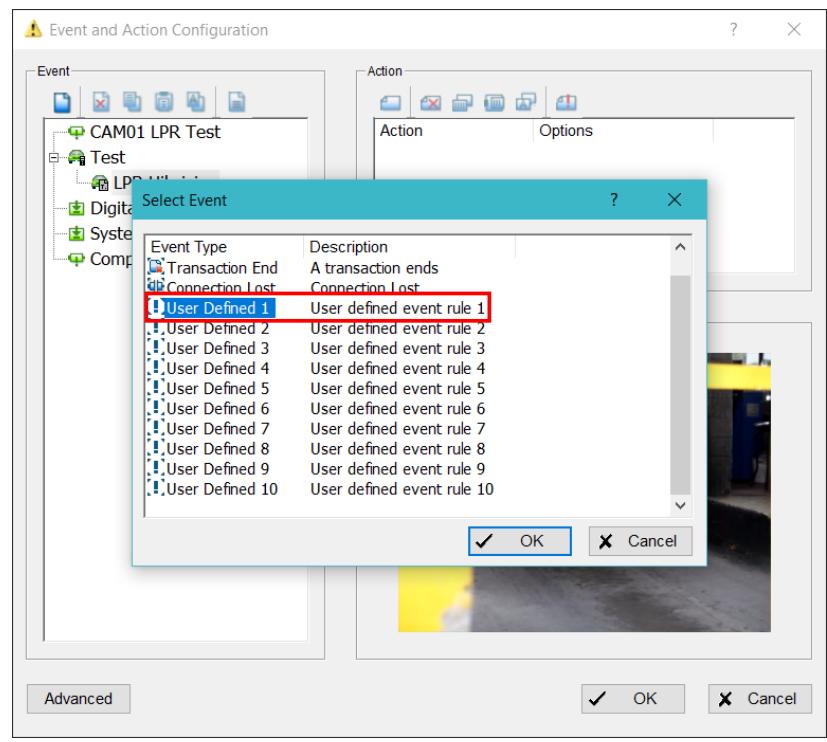 Event and Action Configuration
Event
Action
CAM01 LPR Test
Test
LPR
Digita
Syste
Comp
Action Options
Select Event
Event Type Description
Transaction End A transaction ends
Connection Lost Connection Lost
User Defined 1 User defined event rule 1
User Defined 2 User defined event rule 2
User Defined 3 User defined event rule 3
User Defined 4 User defined event rule 4
User Defined 5 User defined event rule 5
User Defined 6 User defined event rule 6
User Defined 7 User defined event rule 7
User Defined 8 User defined event rule 8
User Defined 9 User defined event rule 9
User Defined 10 User defined event rule 10
OK Cancel
Advanced
OK Cancel